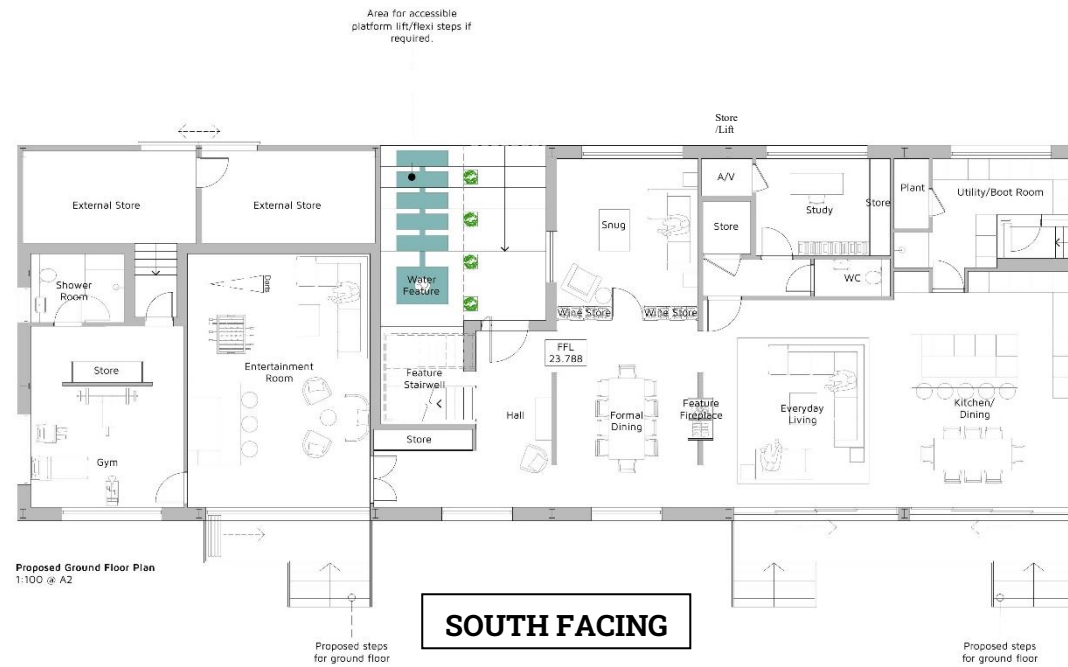 Area for accessible
platform lift/flexi steps if
required.
Store
/Lift
External Store
External Store
A/V
Store
Study
Store
Plant
Utility/Boot Room
Snug
WC
Water
Feature
Shower
Room
Darts
Wine Store
Wine Store
FFL
23.788
Store
Entertainment
Room
Feature
Stairwell
Hall
Formal
Dining
Feature
Fireplace
Everyday
Living
Kitchen/
Dining
Store
Gym
Proposed Ground Floor Plan
1:100 @ A2
SOUTH FACING
Proposed steps
for ground floor
Proposed steps
for ground floor